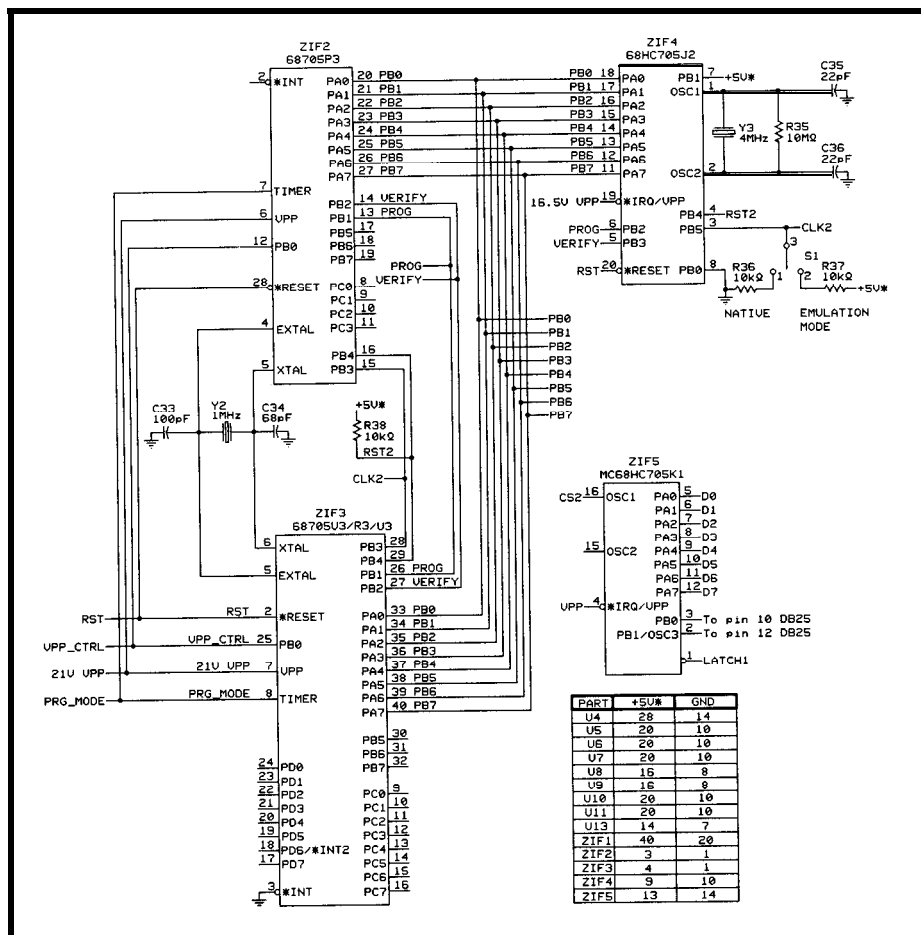 ZIF2
68705P3
2 *INT
PA0 20 PB0
PA1 21 PB1
PA2 22 PB2
PA3 23 PB3
PA4 24 PB4
PA5 25 PB5
PA6 26 PB6
PA7 27 PB7
7 TIMER
6 VPP
12 PB0
28 *RESET
4 EXTAL
5 XTAL
PB2 14 VERIFY
PB1 13 PROG
PB5 17
PB6 18
PB7 19
PC0 8
PC1 9
PC2 10
PC3 11
PB4 16
PB3 15
PROG
VERIFY
C33
100pF
Y2
1MHz
C34
68pF
+5V*
R38
10kΩ
RST2
CLK2
ZIF3
68705V3/R3/U3
6 XTAL
5 EXTAL
RST RST 2 *RESET
VPP_CTRL VPP_CTRL 25 PB0
21V VPP 21V VPP 7 VPP
PRG_MODE PRG_MODE 8 TIMER
24 PD0
23 PD1
22 PD2
21 PD3
20 PD4
19 PD5
18 PD6/*INT2
17 PD7
3 *INT
PB3 28
PB4 29
PB1 26 PROG
PB2 27 VERIFY
PA0 33 PB0
PA1 34 PB1
PA2 35 PB2
PA3 36 PB3
PA4 37 PB4
PA5 38 PB5
PA6 39 PB6
PA7 40 PB7
PB5 30
PB6 31
PB7 32
PC0 9
PC1 10
PC2 11
PC3 12
PC4 13
PC5 14
PC6 15
PC7 16
PB0
PB1
PB2
PB3
PB4
PB5
PB6
PB7
ZIF4
68HC705J2
PB0 18 PA0
PB1 17 PA1
PB2 16 PA2
PB3 15 PA3
PB4 14 PA4
PB5 13 PA5
PB6 12 PA6
PB7 11 PA7
16.5V VPP 19 *IRQ/VPP
PROG 6 PB2
VERIFY 5 PB3
RST 20 *RESET
PB1 7 +5V*
OSC1 1
OSC2 2
PB4 4 RST2
PB5 3 CLK2
PB0 8
C35
22pF
Y3
4MHz
R35
10MΩ
C36
22pF
3
S1
R36
10kΩ
1
2
R37
10kΩ
+5V*
NATIVE
EMULATION
MODE
ZIF5
MC68HC705K1
CS2 16 OSC1
15 OSC2
VPP 4 *IRQ/VPP
PA0 5 D0
PA1 6 D1
PA2 7 D2
PA3 8 D3
PA4 9 D4
PA5 10 D5
PA6 11 D6
PA7 12 D7
PB0 3 To pin 10 DB25
PB1/OSC3 2 To pin 12 DB25
1 LATCH1
PART +5V* GND
U4 28 14
U5 20 10
U6 20 10
U7 20 10
U8 16 8
U9 16 8
U10 20 10
U11 20 10
U13 14 7
ZIF1 40 20
ZIF2 3 1
ZIF3 4 1
ZIF4 9 10
ZIF5 13 14